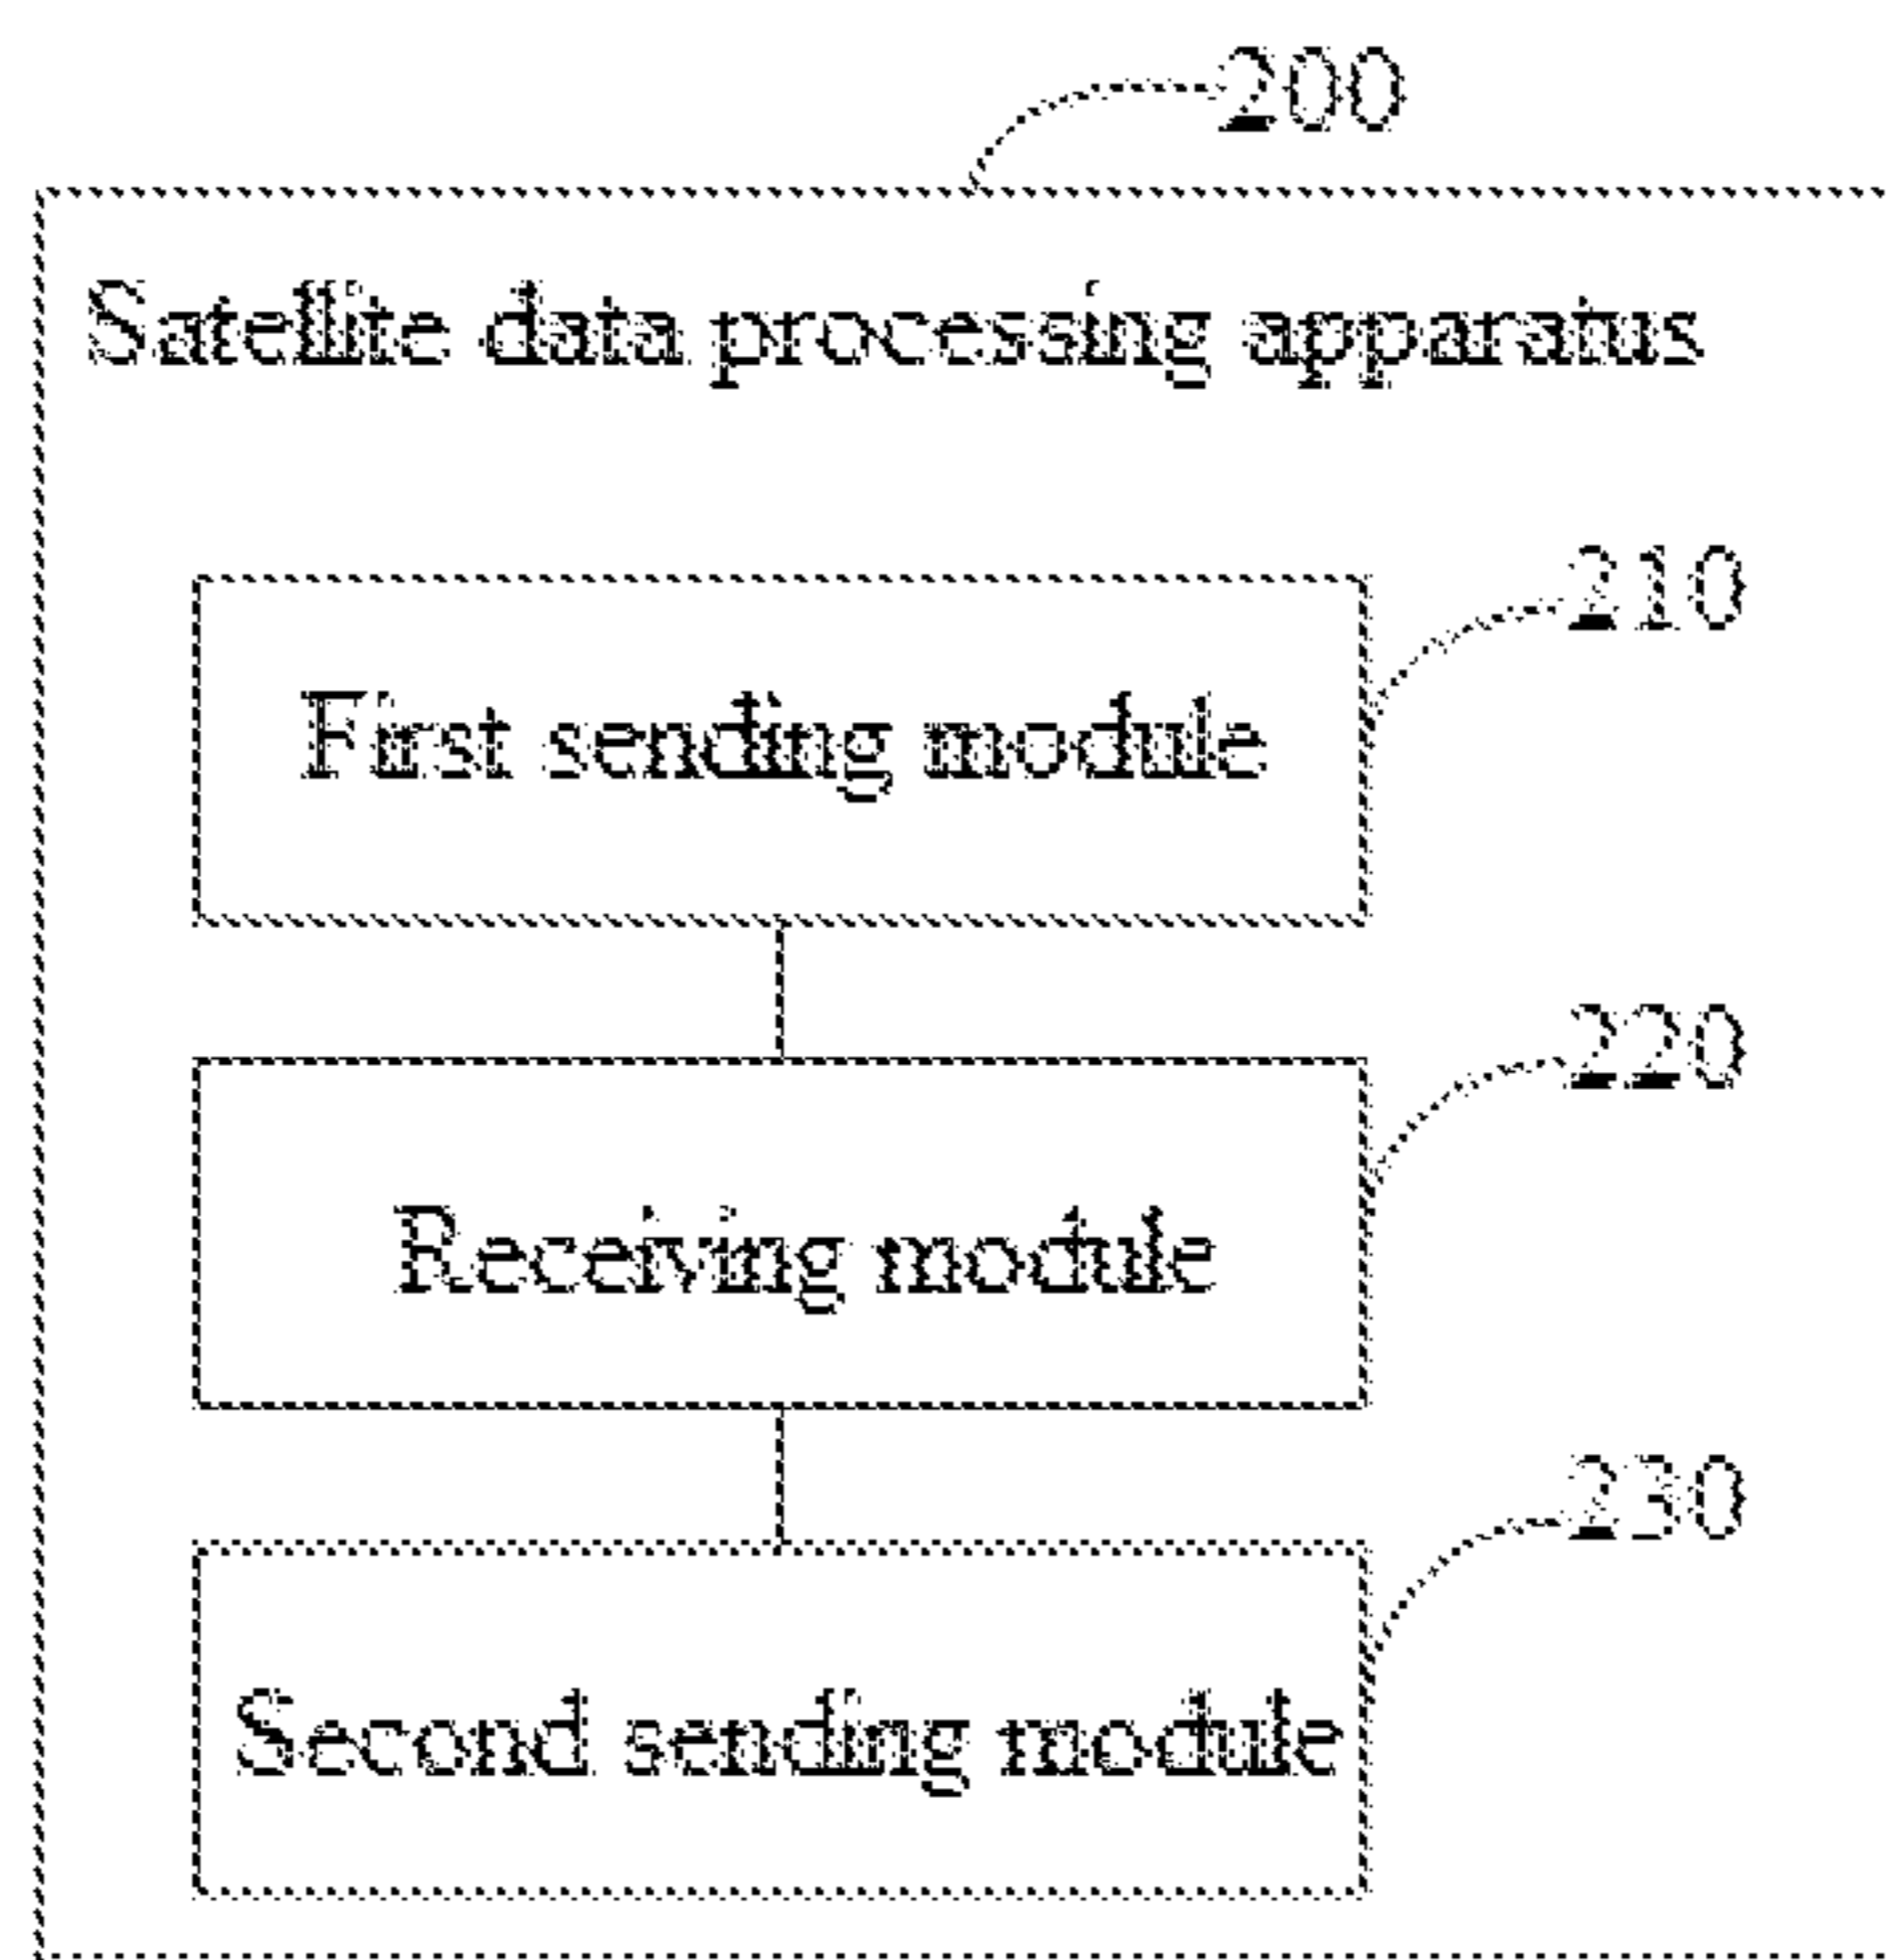 200
Satellite data processing apparatus
210
First sending module
220
Receiving module
230
Second sending module